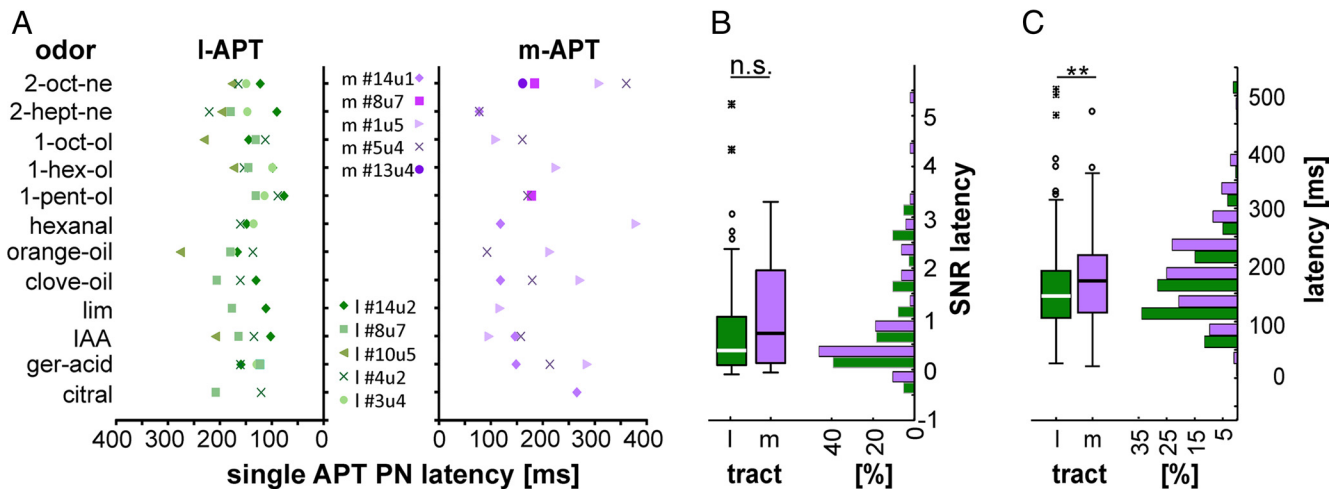 A
B
C
odor
l-APT
m-APT
2-oct-ne
2-hept-ne
1-oct-ol
1-hex-ol
1-pent-ol
hexanal
orange-oil
clove-oil
lim
IAA
ger-acid
citral
m #14u1
m #8u7
m #1u5
m #5u4
m #13u4
l #14u2
l #8u7
l #10u5
l #4u2
l #3u4
400 300 200 100 0
0 100 200 300 400
single APT PN latency [ms]
n.s.
l m
tract
40 20 0
[%]
5
4
3
2
1
0
-1
SNR latency
**
l m
tract
35 25 15 5
[%]
500
400
300
200
100
0
latency [ms]